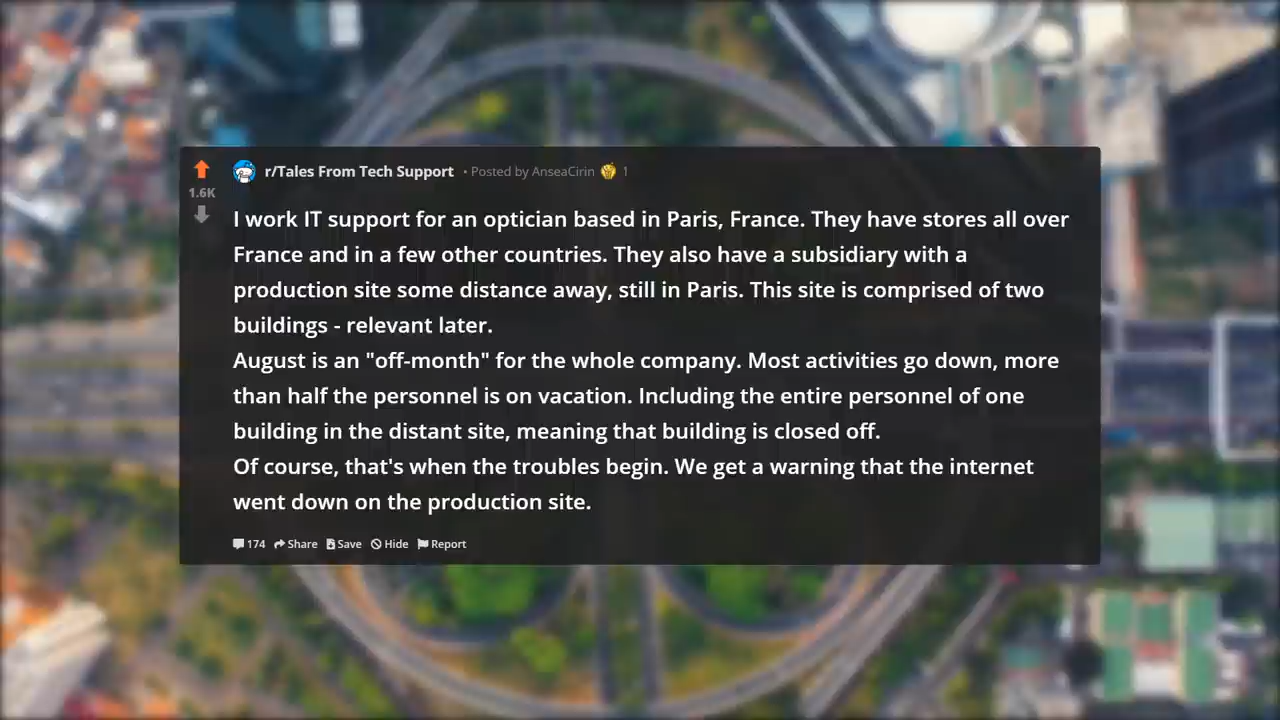 r/Tales From Tech Support • Posted by AnseaCirin 1
1.6K
I work IT support for an optician based in Paris, France. They have stores all over
France and in a few other countries. They also have a subsidiary with a
production site some distance away, still in Paris. This site is comprised of two
buildings - relevant later.
August is an "off-month" for the whole company. Most activities go down, more
than half the personnel is on vacation. Including the entire personnel of one
building in the distant site, meaning that building is closed off.
Of course, that's when the troubles begin. We get a warning that the internet
went down on the production site.
174 Share Save Hide Report